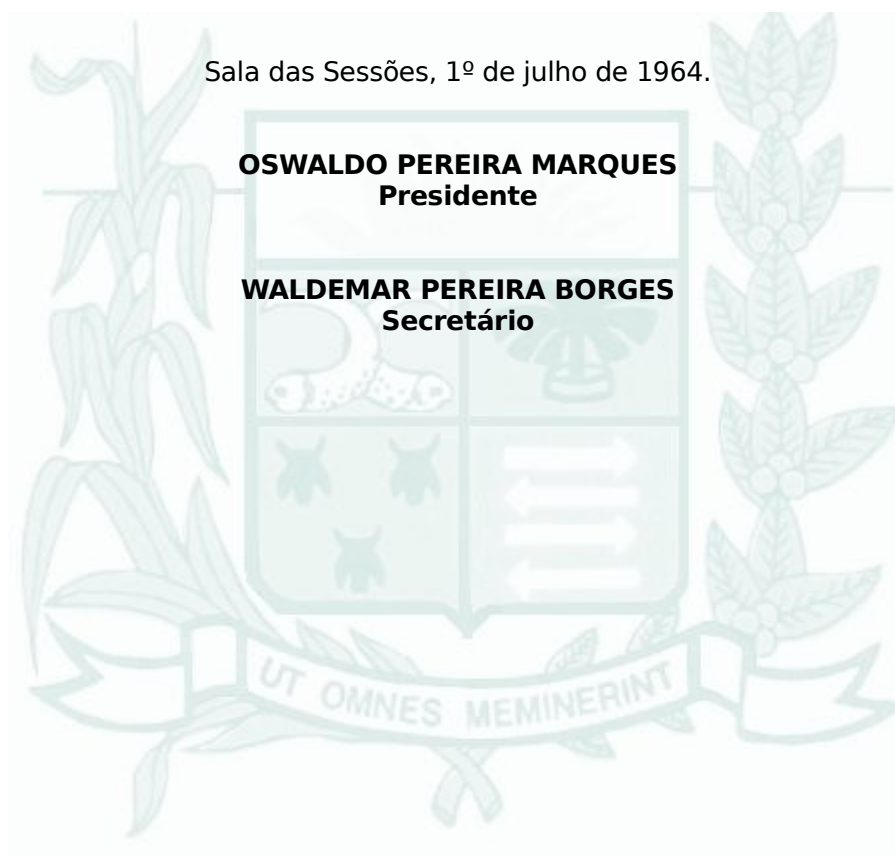 Sala das Sessões, 1º de julho de 1964.
OSWALDO PEREIRA MARQUES
Presidente
WALDEMAR PEREIRA BORGES
Secretário
UT OMNES MEMINERINT